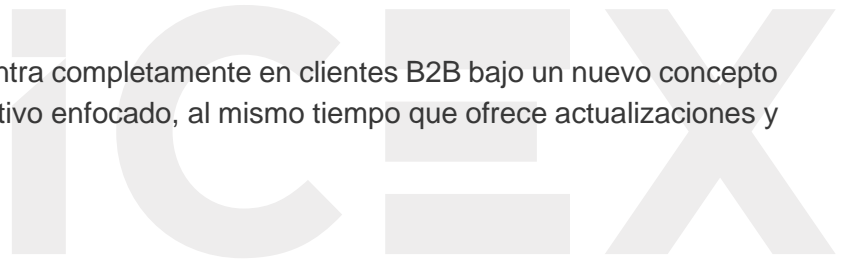 ntra completamente en clientes B2B bajo un nuevo concepto
tivo enfocado, al mismo tiempo que ofrece actualizaciones y
iCEX